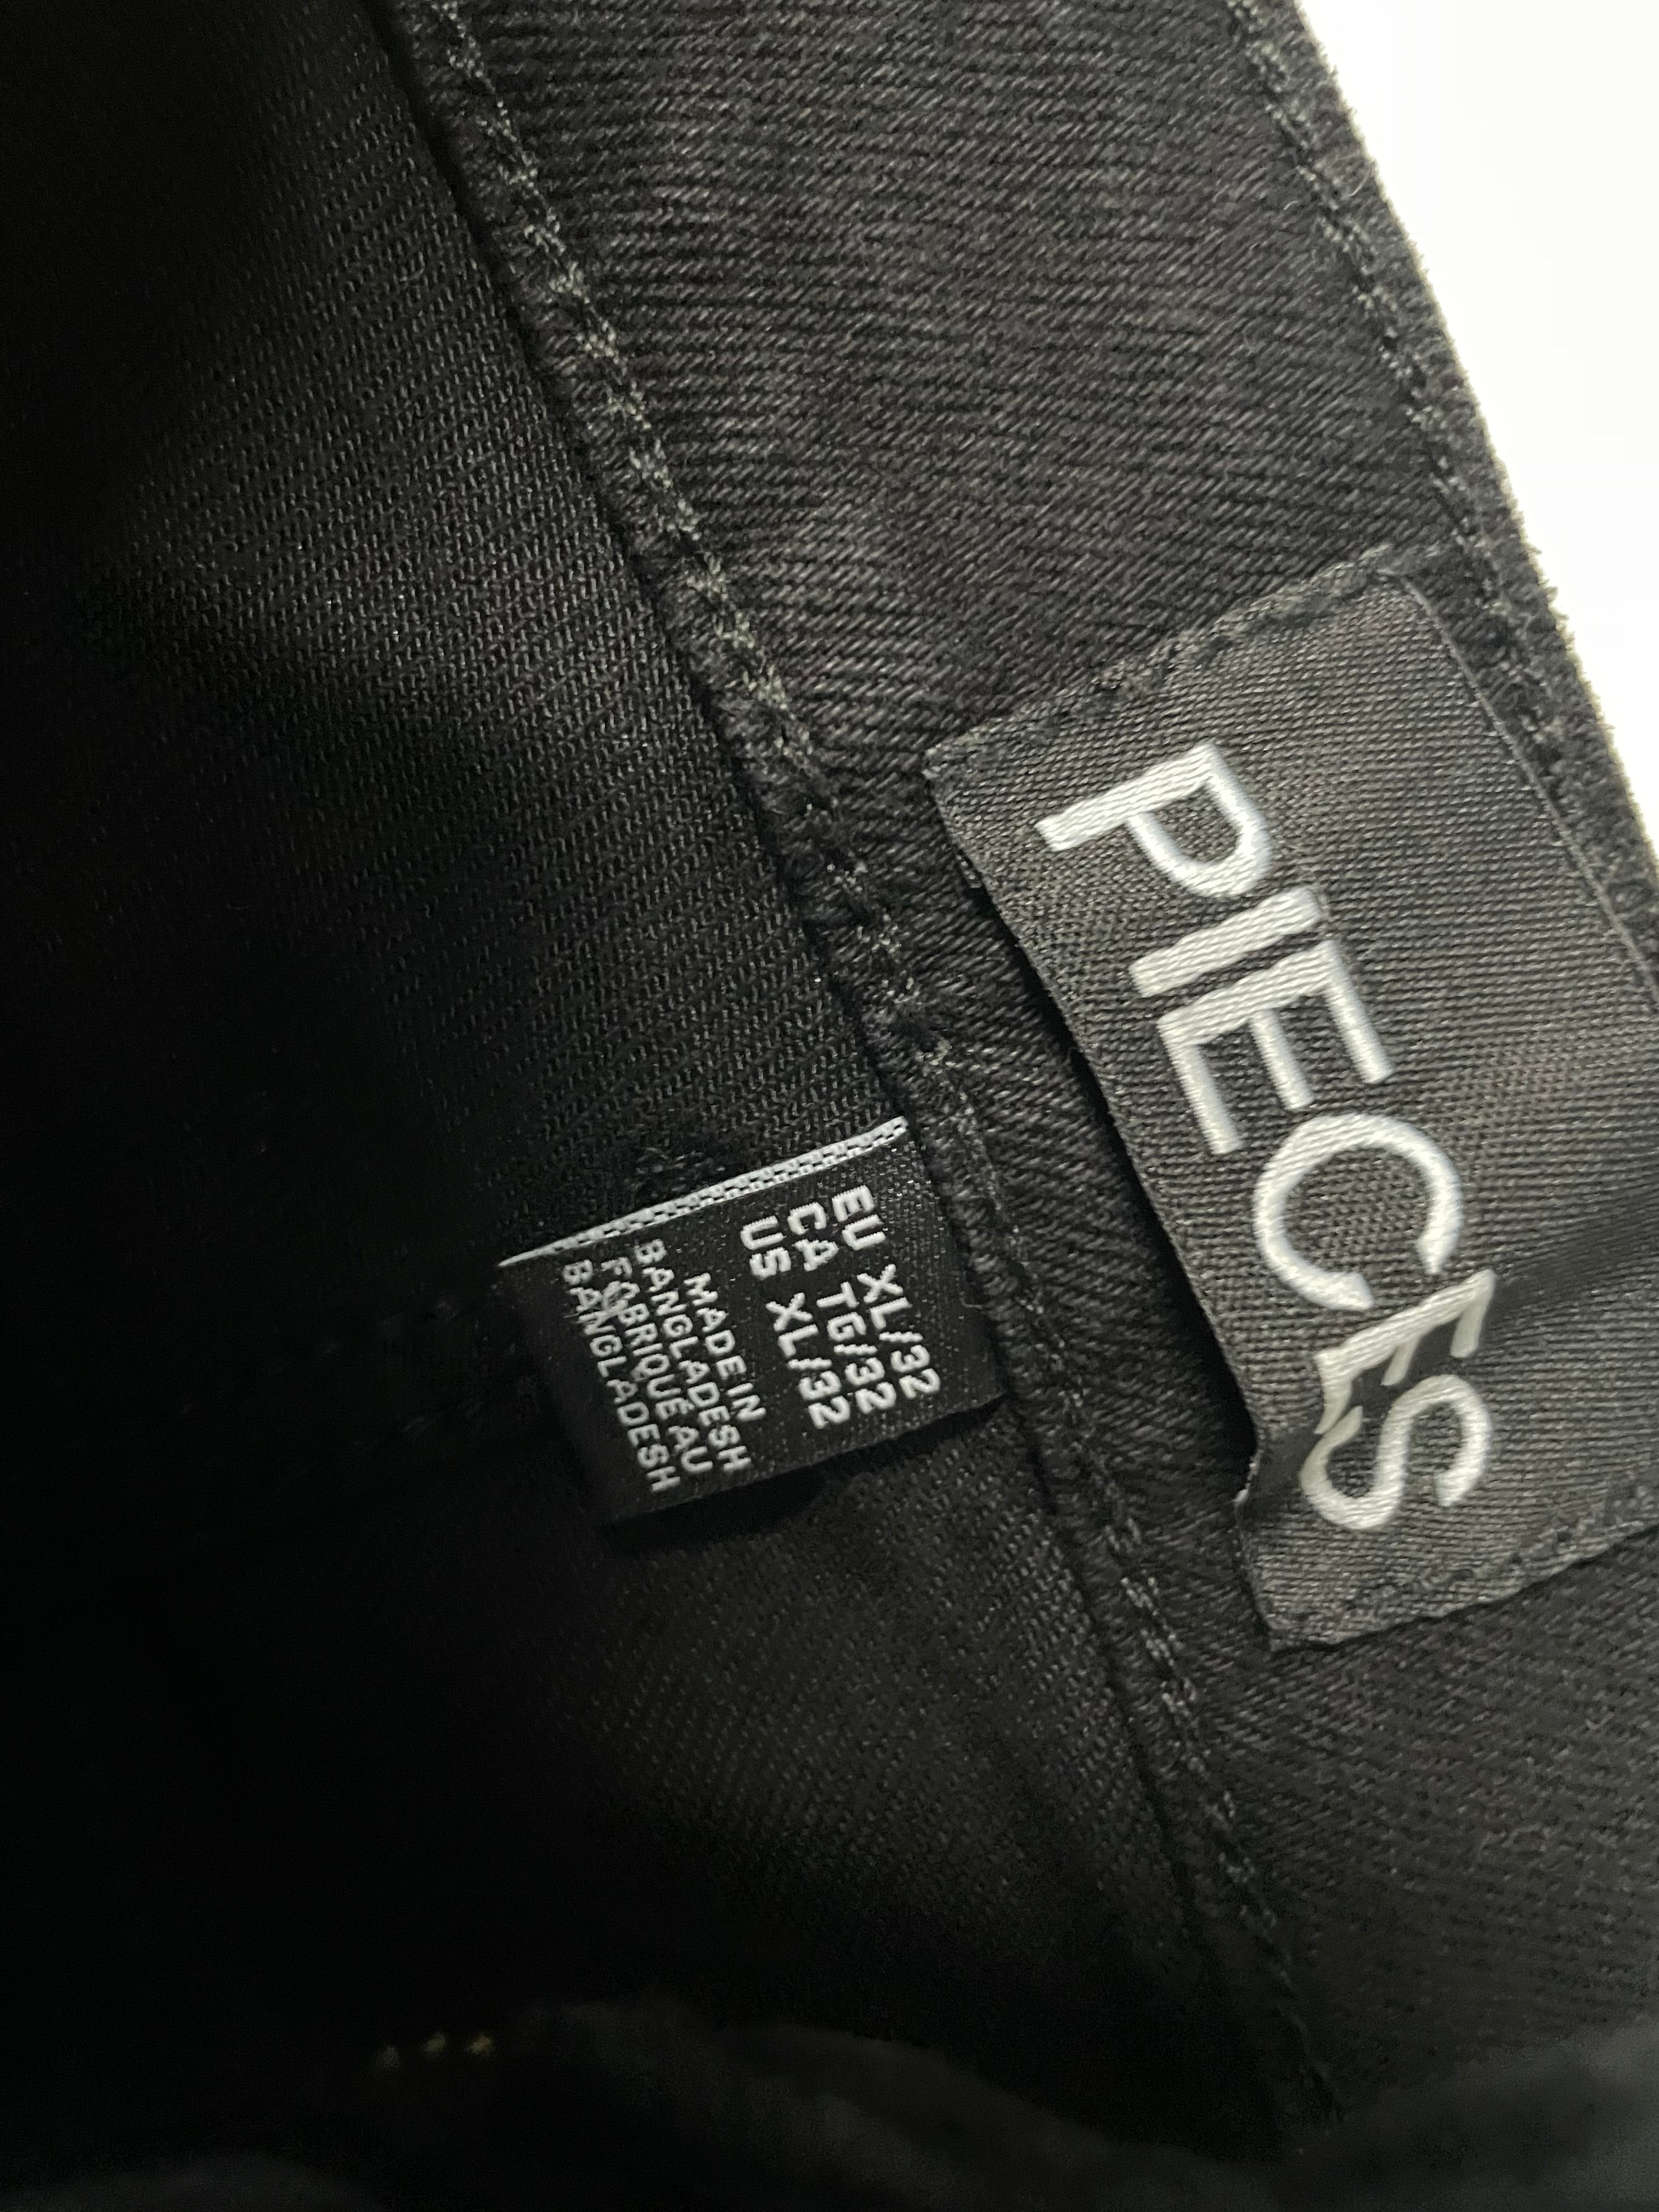 PIECES
EU XL/32
CA TG/32
US XL/32
MADE IN
BANGLADESH
FABRIQUÉ AU
BANGLADESH